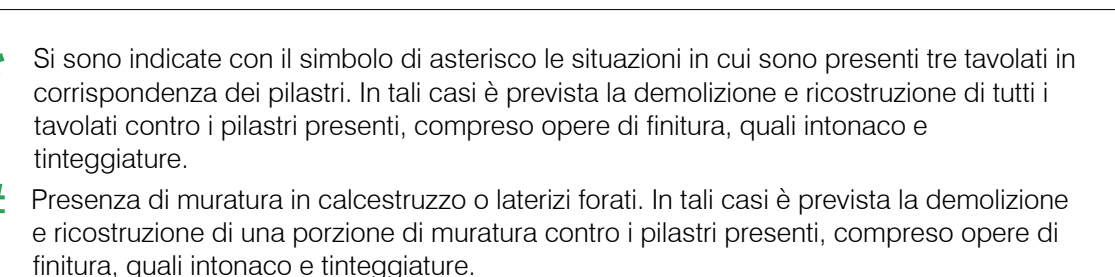 Si sono indicate con il simbolo di asterisco le situazioni in cui sono presenti tre tavolati in
corrispondenza dei pilastri. In tali casi è prevista la demolizione e ricostruzione di tutti i
tavolati contro i pilastri presenti, compreso opere di finitura, quali intonaco e
tinteggiature.
# Presenza di muratura in calcestruzzo o laterizi forati. In tali casi è prevista la demolizione
e ricostruzione di una porzione di muratura contro i pilastri presenti, compreso opere di
finitura, quali intonaco e tinteggiature.